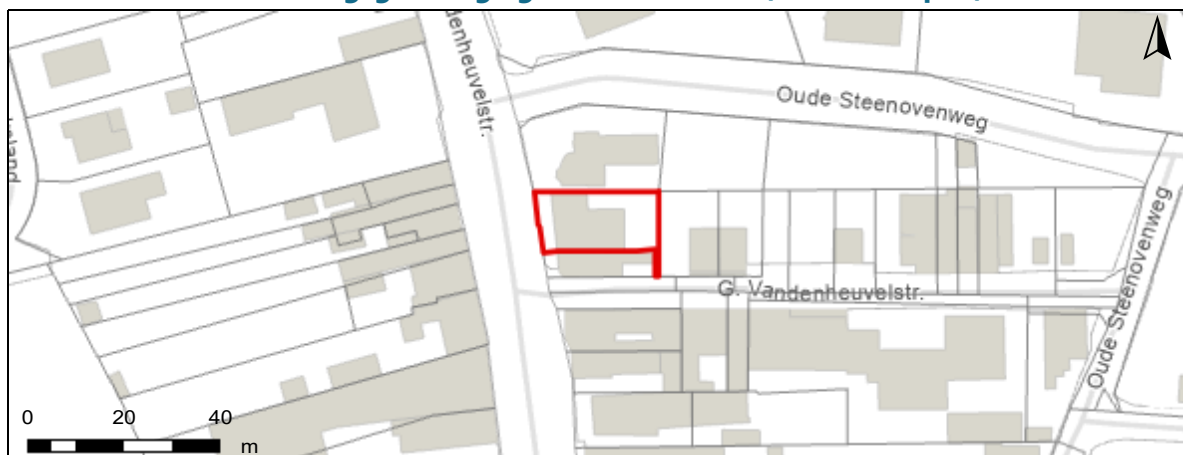 denheuvelstr.
Oude Steenovenweg
G. Vandenheuvelstr.
Oude Steenovenweg
0 20 40
m